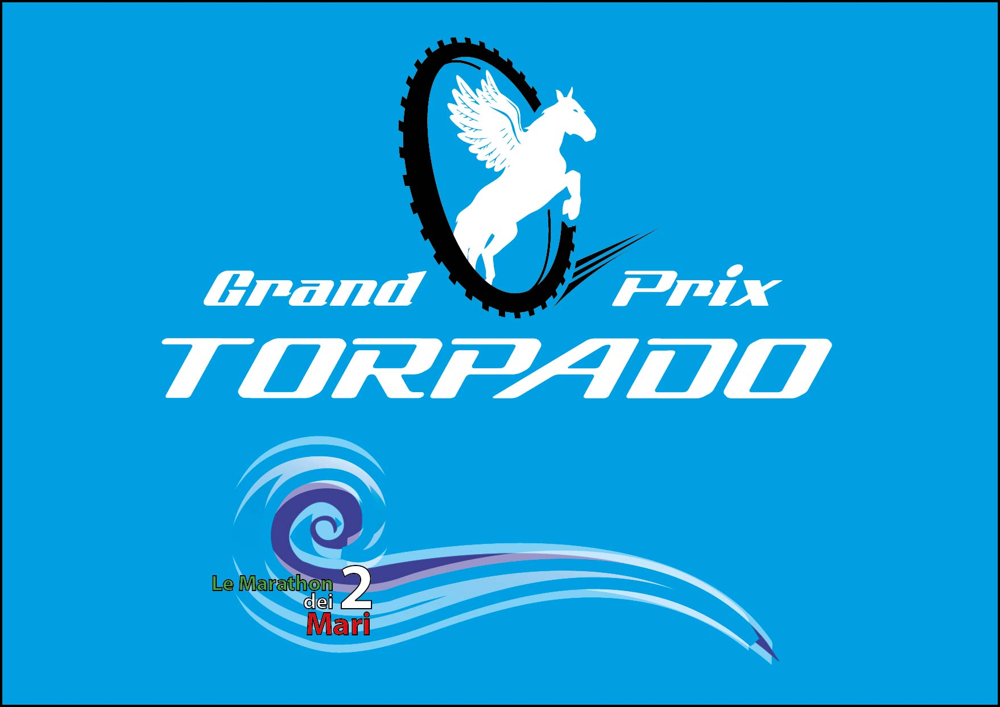 Grand Prix
TORPADO
Le Marathon
dei 2
Mari